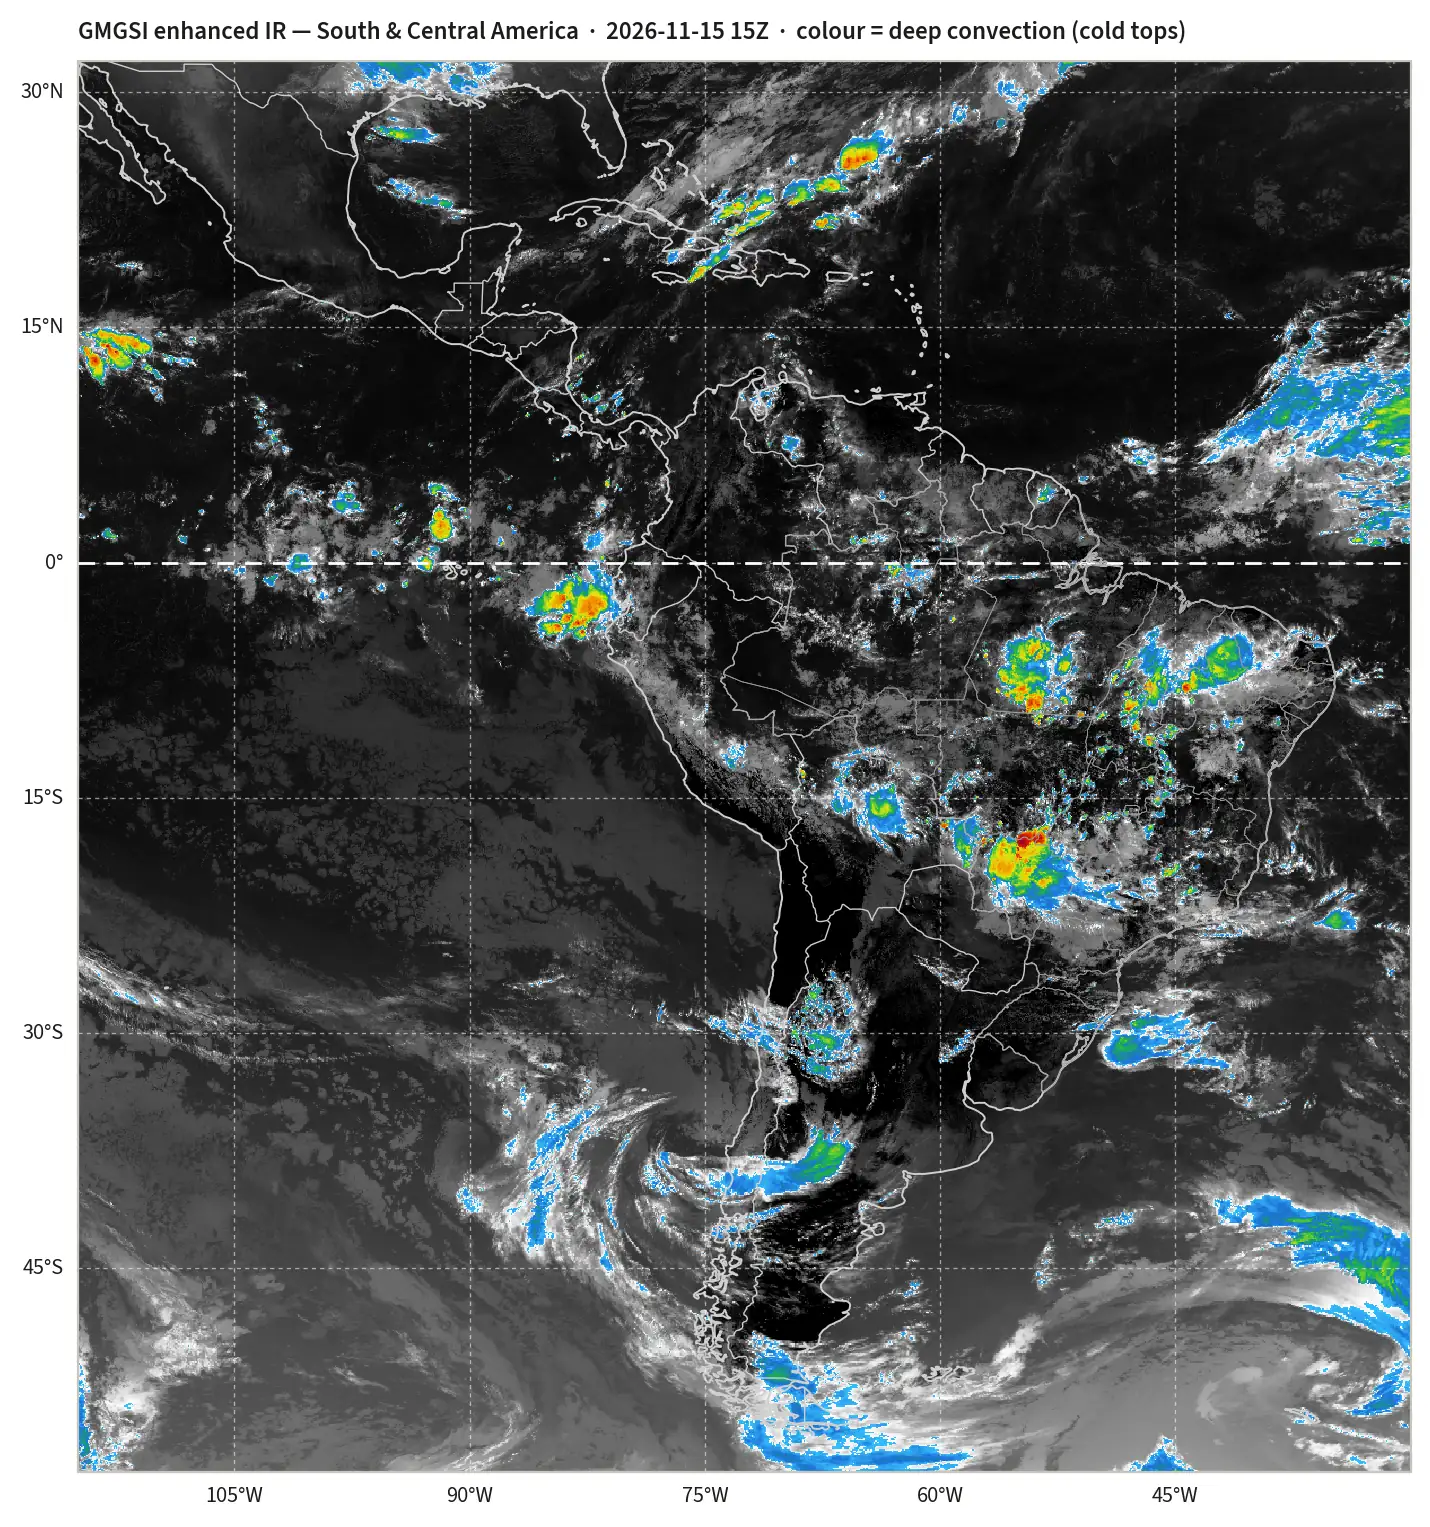 GMGSI enhanced IR — South & Central America · 2026-11-15 15Z · colour = deep convection (cold tops)
30°N
15°N
0°
15°S
30°S
45°S
105°W
90°W
75°W
60°W
45°W